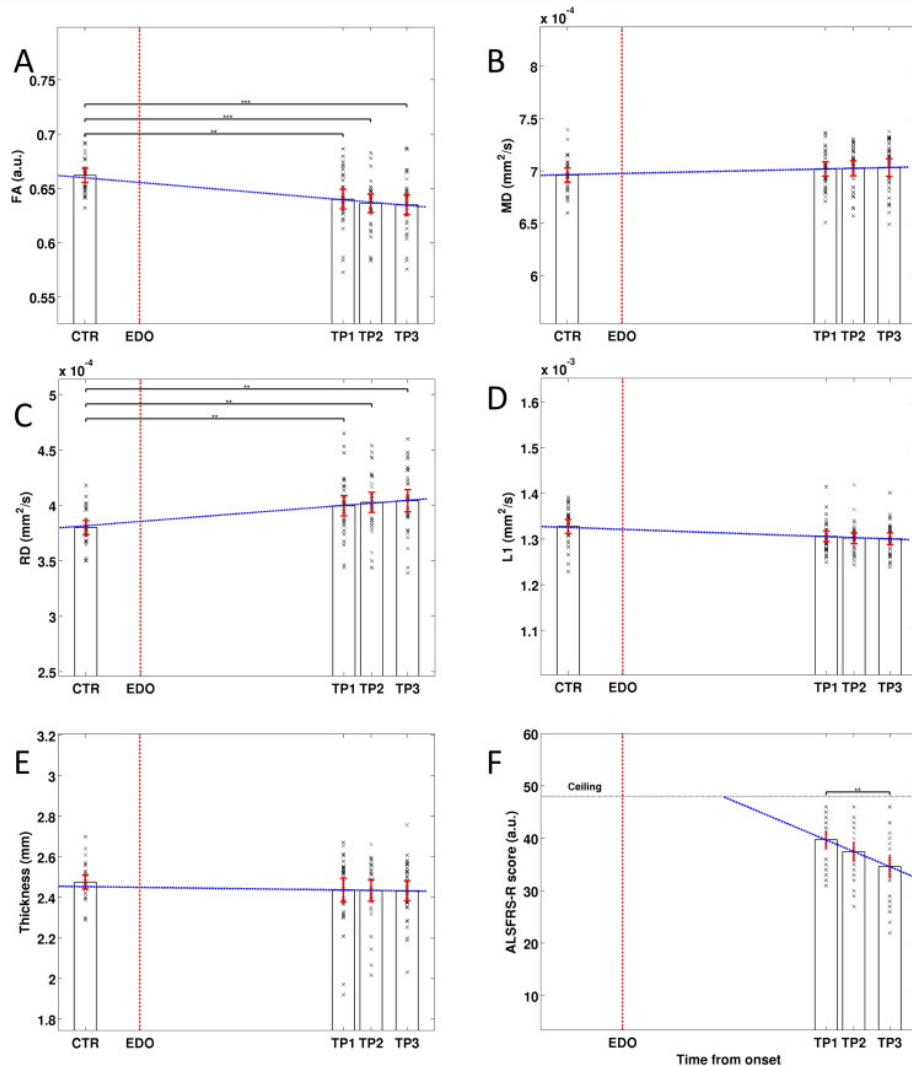 A
FA (a.u.)
0.75
0.7
0.65
0.6
0.55
***
***
**
CTR EDO TP1 TP2 TP3
B
x 10⁻⁴
MD (mm²/s)
8
7.5
7
6.5
6
CTR EDO TP1 TP2 TP3
C
x 10⁻⁴
RD (mm²/s)
5
4.5
4
3.5
3
2.5
**
**
**
CTR EDO TP1 TP2 TP3
D
x 10⁻³
L1 (mm²/s)
1.6
1.5
1.4
1.3
1.2
1.1
CTR EDO TP1 TP2 TP3
E
Thickness (mm)
3.2
3
2.8
2.6
2.4
2.2
2
1.8
CTR EDO TP1 TP2 TP3
F
ALSFRS-R score (a.u.)
60
50
40
30
20
10
Ceiling
**
EDO TP1 TP2 TP3
Time from onset